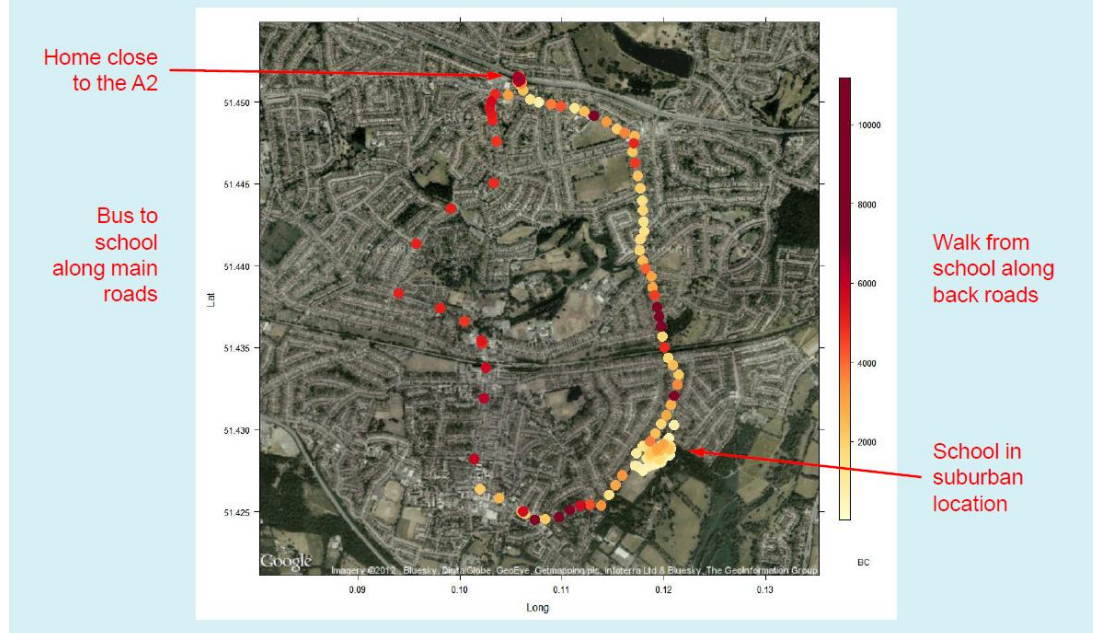 Home close
to the A2
Bus to
school
along main
roads
Walk from
school along
back roads
School in
suburban
location
51.450
51.445
51.440
51.435
51.430
51.425
Lat
0.09
0.10
0.11
0.12
0.13
Long
10000
8000
6000
4000
2000
BC
Google
Imagery ©2012 , Bluesky, DigitalGlobe, GeoEye, Getmapping plc, Infoterra Ltd & Bluesky, The GeoInformation Group